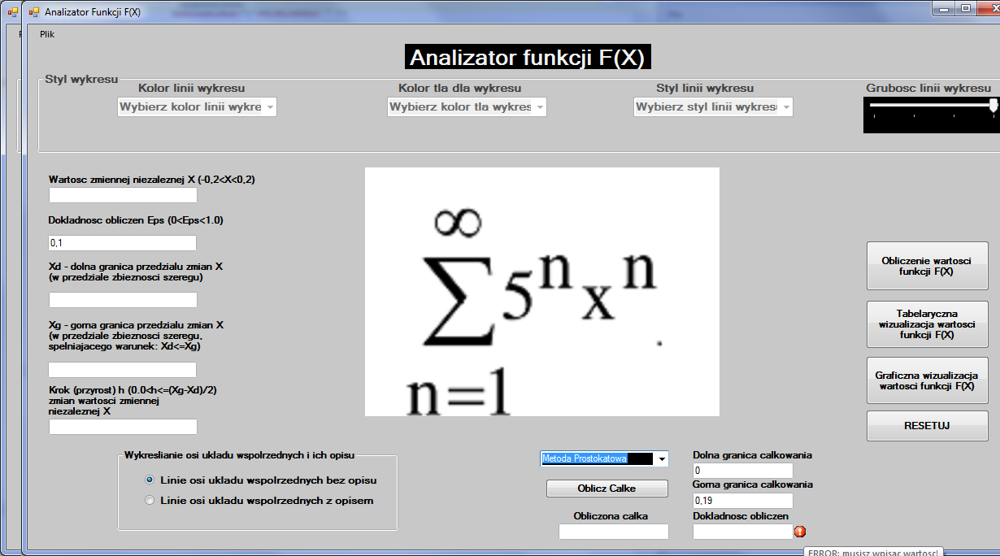 Analizator Funkcji F(X)
Plik
Analizator funkcji F(X)
Styl wykresu
Kolor linii wykresu
Wybierz kolor linii wykre
Kolor tla dla wykresu
Wybierz kolor tla wykres
Styl linii wykresu
Wybierz styl linii wykresu
Grubosc linii wykresu
Wartosc zmiennej niezaleznej X (-0,2<X<0,2)
Dokladnosc obliczen Eps (0<Eps<1.0)
0,1
Xd - dolna granica przedzialu zmian X
(w przedziale zbieznosci szeregu)
Xg - gorna granica przedzialu zmian X
(w przedziale zbieznosci szeregu,
spelniajacego warunek: Xd<=Xg)
Krok (przyrost) h (0.0<h<=(Xg-Xd)/2)
zmian wartosci zmiennej
niezaleznej X
∞
∑ 5ⁿ xⁿ .
n=1
Obliczenie wartosci
funkcji F(X)
Tabelaryczna
wizualizacja wartosci
funkcji F(X)
Graficzna wizualizacja
wartosci funkcji F(X)
RESETUJ
Wykreslianie osi ukladu wspolrzednych i ich opisu
Linie osi ukladu wspolrzednych bez opisu
Linie osi ukladu wspolrzednych z opisem
Metoda Prostokatowa
Oblicz Calke
Obliczona calka
Dolna granica calkowania
0
Gorna granica calkowania
0,19
Dokladnosc obliczen
ERROR: musisz wpisac wartosc!